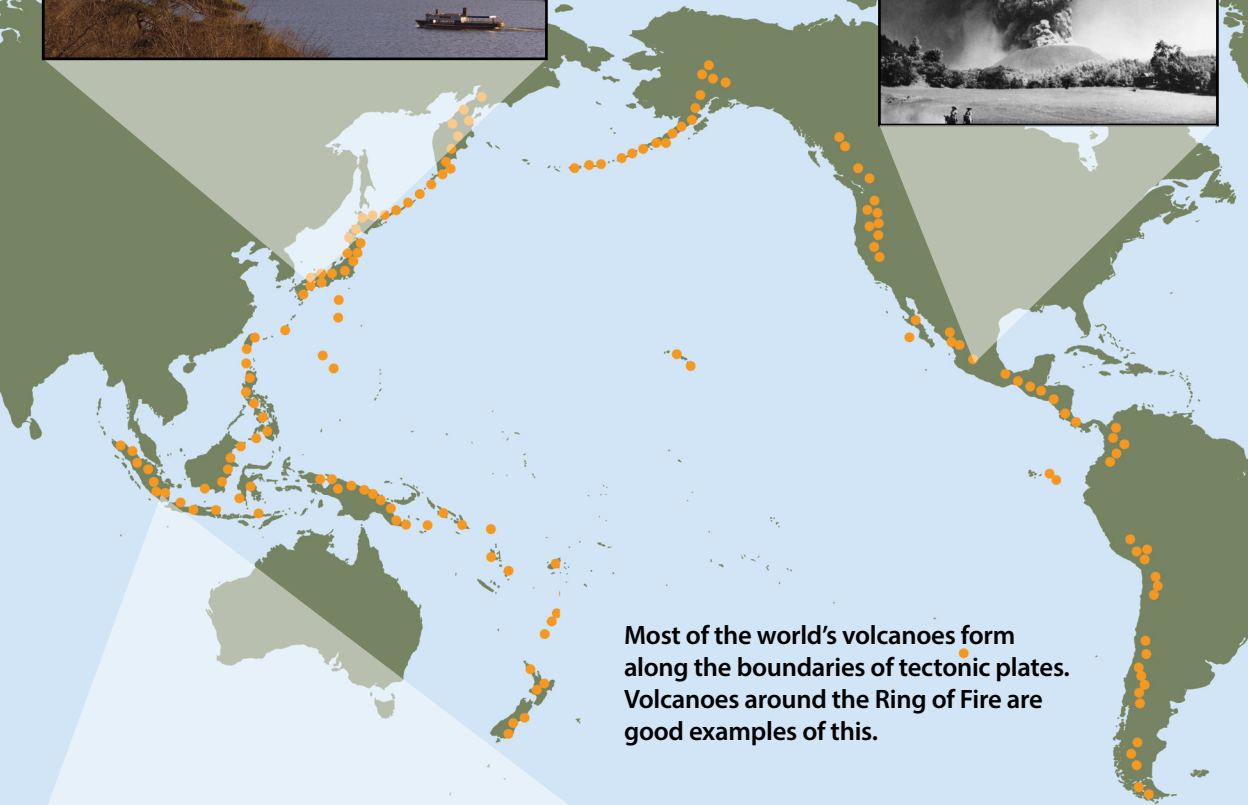 Most of the world’s volcanoes form
along the boundaries of tectonic plates.
Volcanoes around the Ring of Fire are
good examples of this.